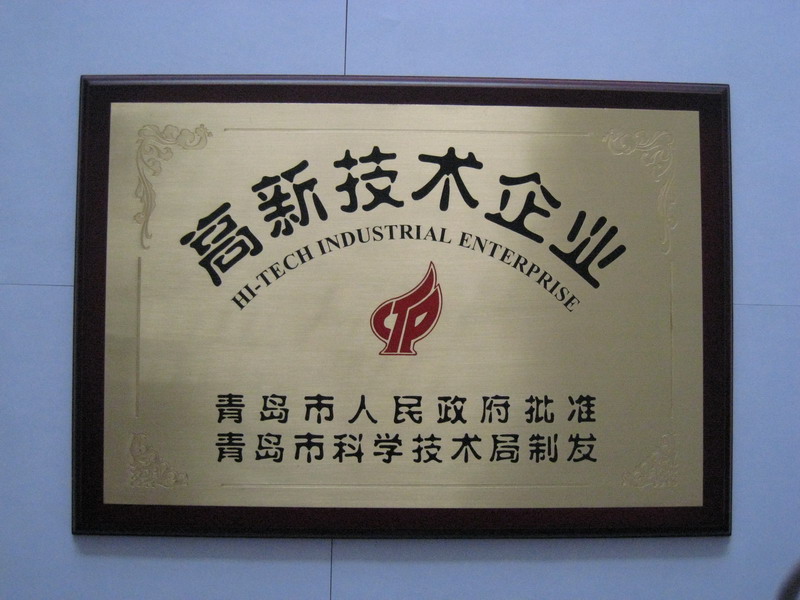 高新技术企业
HI-TECH INDUSTRIAL ENTERPRISE
CTP
青岛市人民政府批准
青岛市科学技术局制发